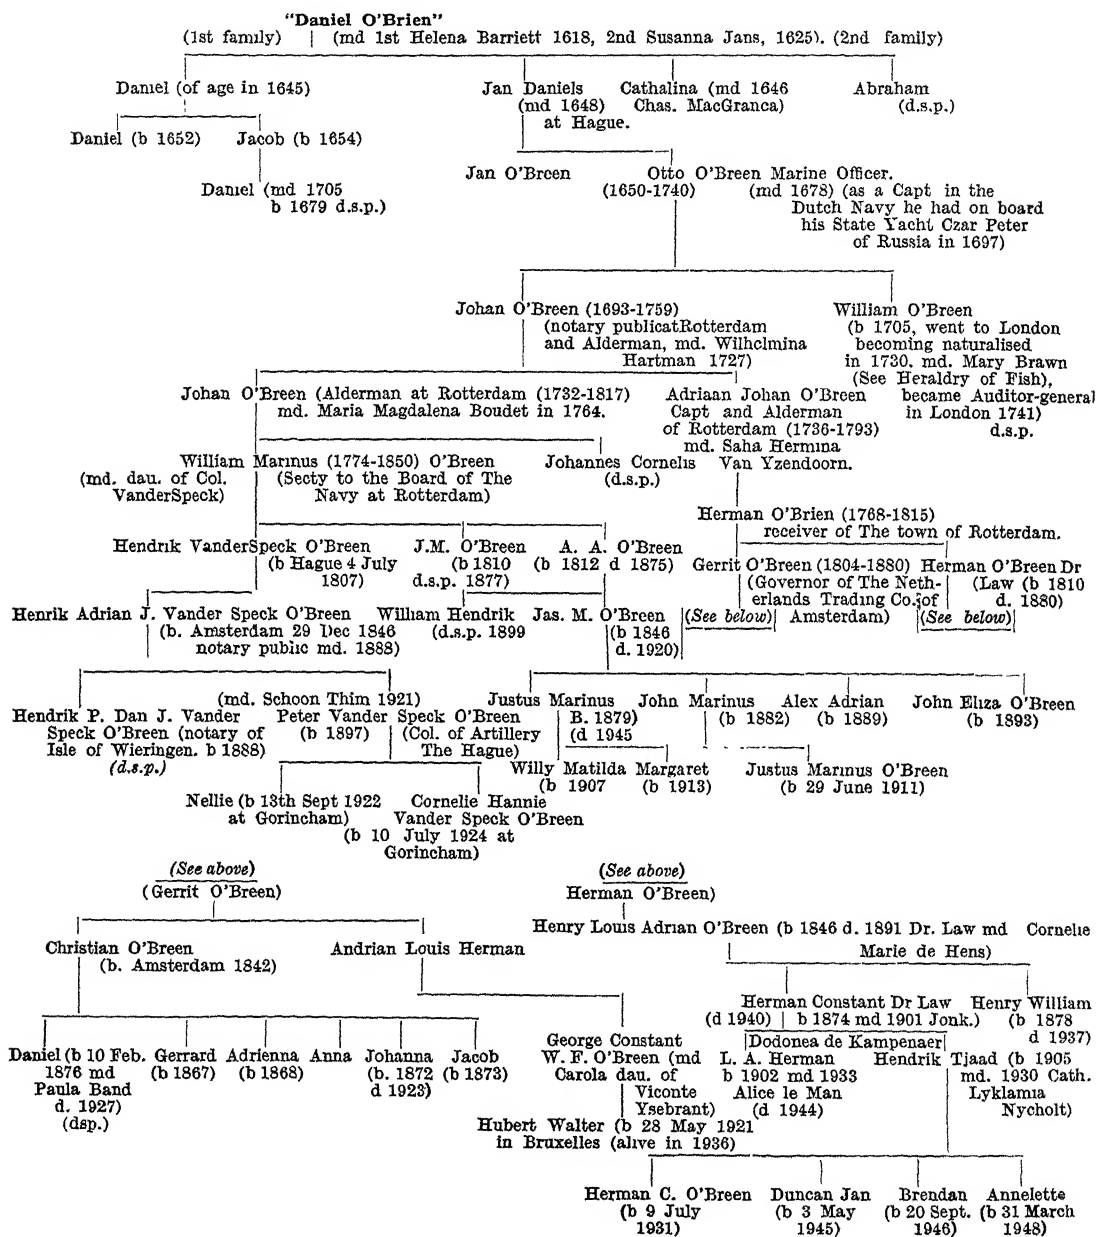 "Daniel O'Brien"
(1st family) (md 1st Helena Barriett 1618, 2nd Susanna Jans, 1625). (2nd family)
Daniel (of age in 1645)
Jan Daniels
(md 1648)
at Hague.
Cathalina (md 1646
Chas. MacGranca)
Abraham
(d.s.p.)
Daniel (b 1652)
Jacob (b 1654)
Daniel (md 1705
b 1679 d.s.p.)
Jan O'Breen
Otto O'Breen Marine Officer.
(1650-1740) (md 1678) (as a Capt in the
Dutch Navy he had on board
his State Yacht Czar Peter
of Russia in 1697)
Johan O'Breen (1693-1759)
(notary publicatRotterdam
and Alderman, md. Wilhelmina
Hartman 1727)
William O'Breen
(b 1705, went to London
becoming naturalised
in 1730. md. Mary Brawn
(See Heraldry of Fish),
became Auditor-general
in London 1741)
d.s.p.
Johan O'Breen (Alderman at Rotterdam (1732-1817)
md. Maria Magdalena Boudet in 1764.
Adriaan Johan O'Breen
Capt and Alderman
of Rotterdam (1736-1793)
md. Saha Hermina
Van Yzendoorn.
William Marinus (1774-1850) O'Breen
(md. dau. of Col.
VanderSpeck)
(Secty to the Board of The
Navy at Rotterdam)
Johannes Cornelis
(d.s.p.)
Herman O'Brien (1768-1815)
receiver of The town of Rotterdam.
Hendrik VanderSpeck O'Breen
(b Hague 4 July
1807)
J.M. O'Breen
(b 1810
d.s.p. 1877)
A. A. O'Breen
(b 1812 d 1875)
Gerrit O'Breen (1804-1880)
(Governor of The Neth-
erlands Trading Co. of
Amsterdam)
(See below)
Herman O'Breen Dr
(Law (b 1810
d. 1880)
(See below)
Henrik Adrian J. Vander Speck O'Breen
(b. Amsterdam 29 Dec 1846
notary public md. 1888)
William Hendrik
(d.s.p. 1899
Jas. M. O'Breen
(b 1846
d. 1920)
Hendrik P. Dan J. Vander
Speck O'Breen (notary of
Isle of Wieringen. b 1888)
(d.s.p.)
(md. Schoon Thim 1921)
Peter Vander Speck O'Breen
(b 1897) (Col. of Artillery
The Hague)
Justus Marinus
B. 1879)
(d 1945
John Marinus
(b 1882)
Alex Adrian
(b 1889)
John Eliza O'Breen
(b 1893)
Willy Matilda
(b 1907
Margaret
(b 1913)
Justus Marinus O'Breen
(b 29 June 1911)
Nellie (b 13th Sept 1922
at Gorincham)
Cornelie Hannie
Vander Speck O'Breen
(b 10 July 1924 at
Gorincham)
(See above)
(Gerrit O'Breen)
Christian O'Breen
(b. Amsterdam 1842)
Andrian Louis Herman
Daniel (b 10 Feb.
1876 md
Paula Band
d. 1927)
(dsp.)
Gerrard
(b 1867)
Adrienna
(b 1868)
Anna
Johanna
(b. 1872
d 1923)
Jacob
(b 1873)
George Constant
W. F. O'Breen (md
Carola dau. of
Viconte
Ysebrant)
Hubert Walter (b 28 May 1921
in Bruxelles (alive in 1936)
(See above)
Herman O'Breen)
Henry Louis Adrian O'Breen (b 1846 d. 1891 Dr. Law md Cornelie
Marie de Hens)
Herman Constant Dr Law
(d 1940) b 1874 md 1901 Jonk.)
Dodonea de Kampenaer
Henry William
(b 1878
d 1937)
L. A. Herman
b 1902 md 1933
Alice le Man
(d 1944)
Hendrik Tjaad (b 1905
md. 1930 Cath.
Lyklamia
Nycholt)
Herman C. O'Breen
(b 9 July
1931)
Duncan Jan
(b 3 May
1945)
Brendan
(b 20 Sept.
1946)
Annelette
(b 31 March
1948)